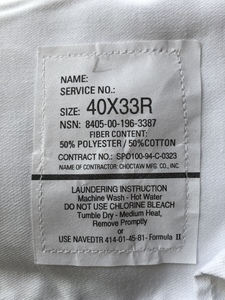 NAME:
SERVICE NO.:
SIZE: 40X33R
NSN: 8405-00-196-3387
FIBER CONTENT:
50% POLYESTER / 50%COTTON
CONTRACT NO.: SPO100-94-C-0323
NAME OF CONTRACTOR: CHOCTAW MFG. CO., INC.
LAUNDERING INSTRUCTION
Machine Wash - Hot Water
DO NOT USE CHLORINE BLEACH
Tumble Dry - Medium Heat,
Remove Promptly
or
USE NAVEDTR 414-01-45-81- Formula II